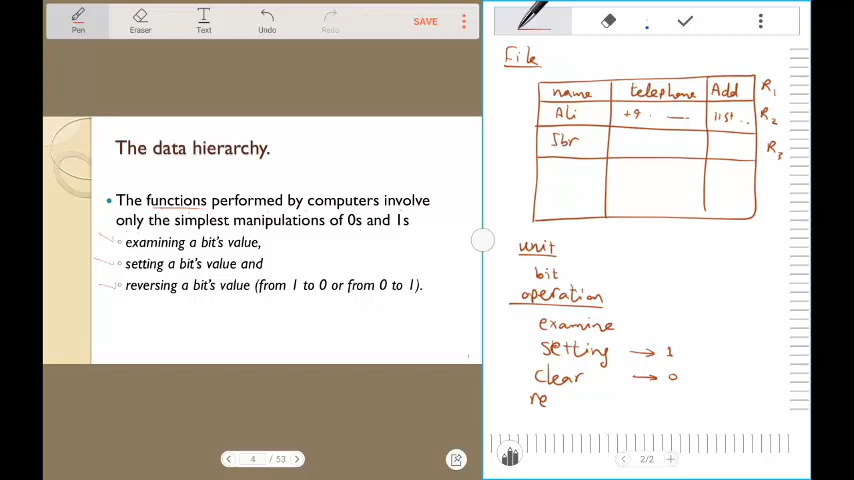 Pen
Eraser
Text
Undo
Redo
SAVE
The data hierarchy.
The functions performed by computers involve
only the simplest manipulations of 0s and 1s
examining a bit's value,
setting a bit's value and
reversing a bit's value (from 1 to 0 or from 0 to 1).
4
4 / 53
File
name telephone Add R1
Ali +9. R2
R3
unit
bit
operation
examine
setting → 1
clear → 0
re
2/2